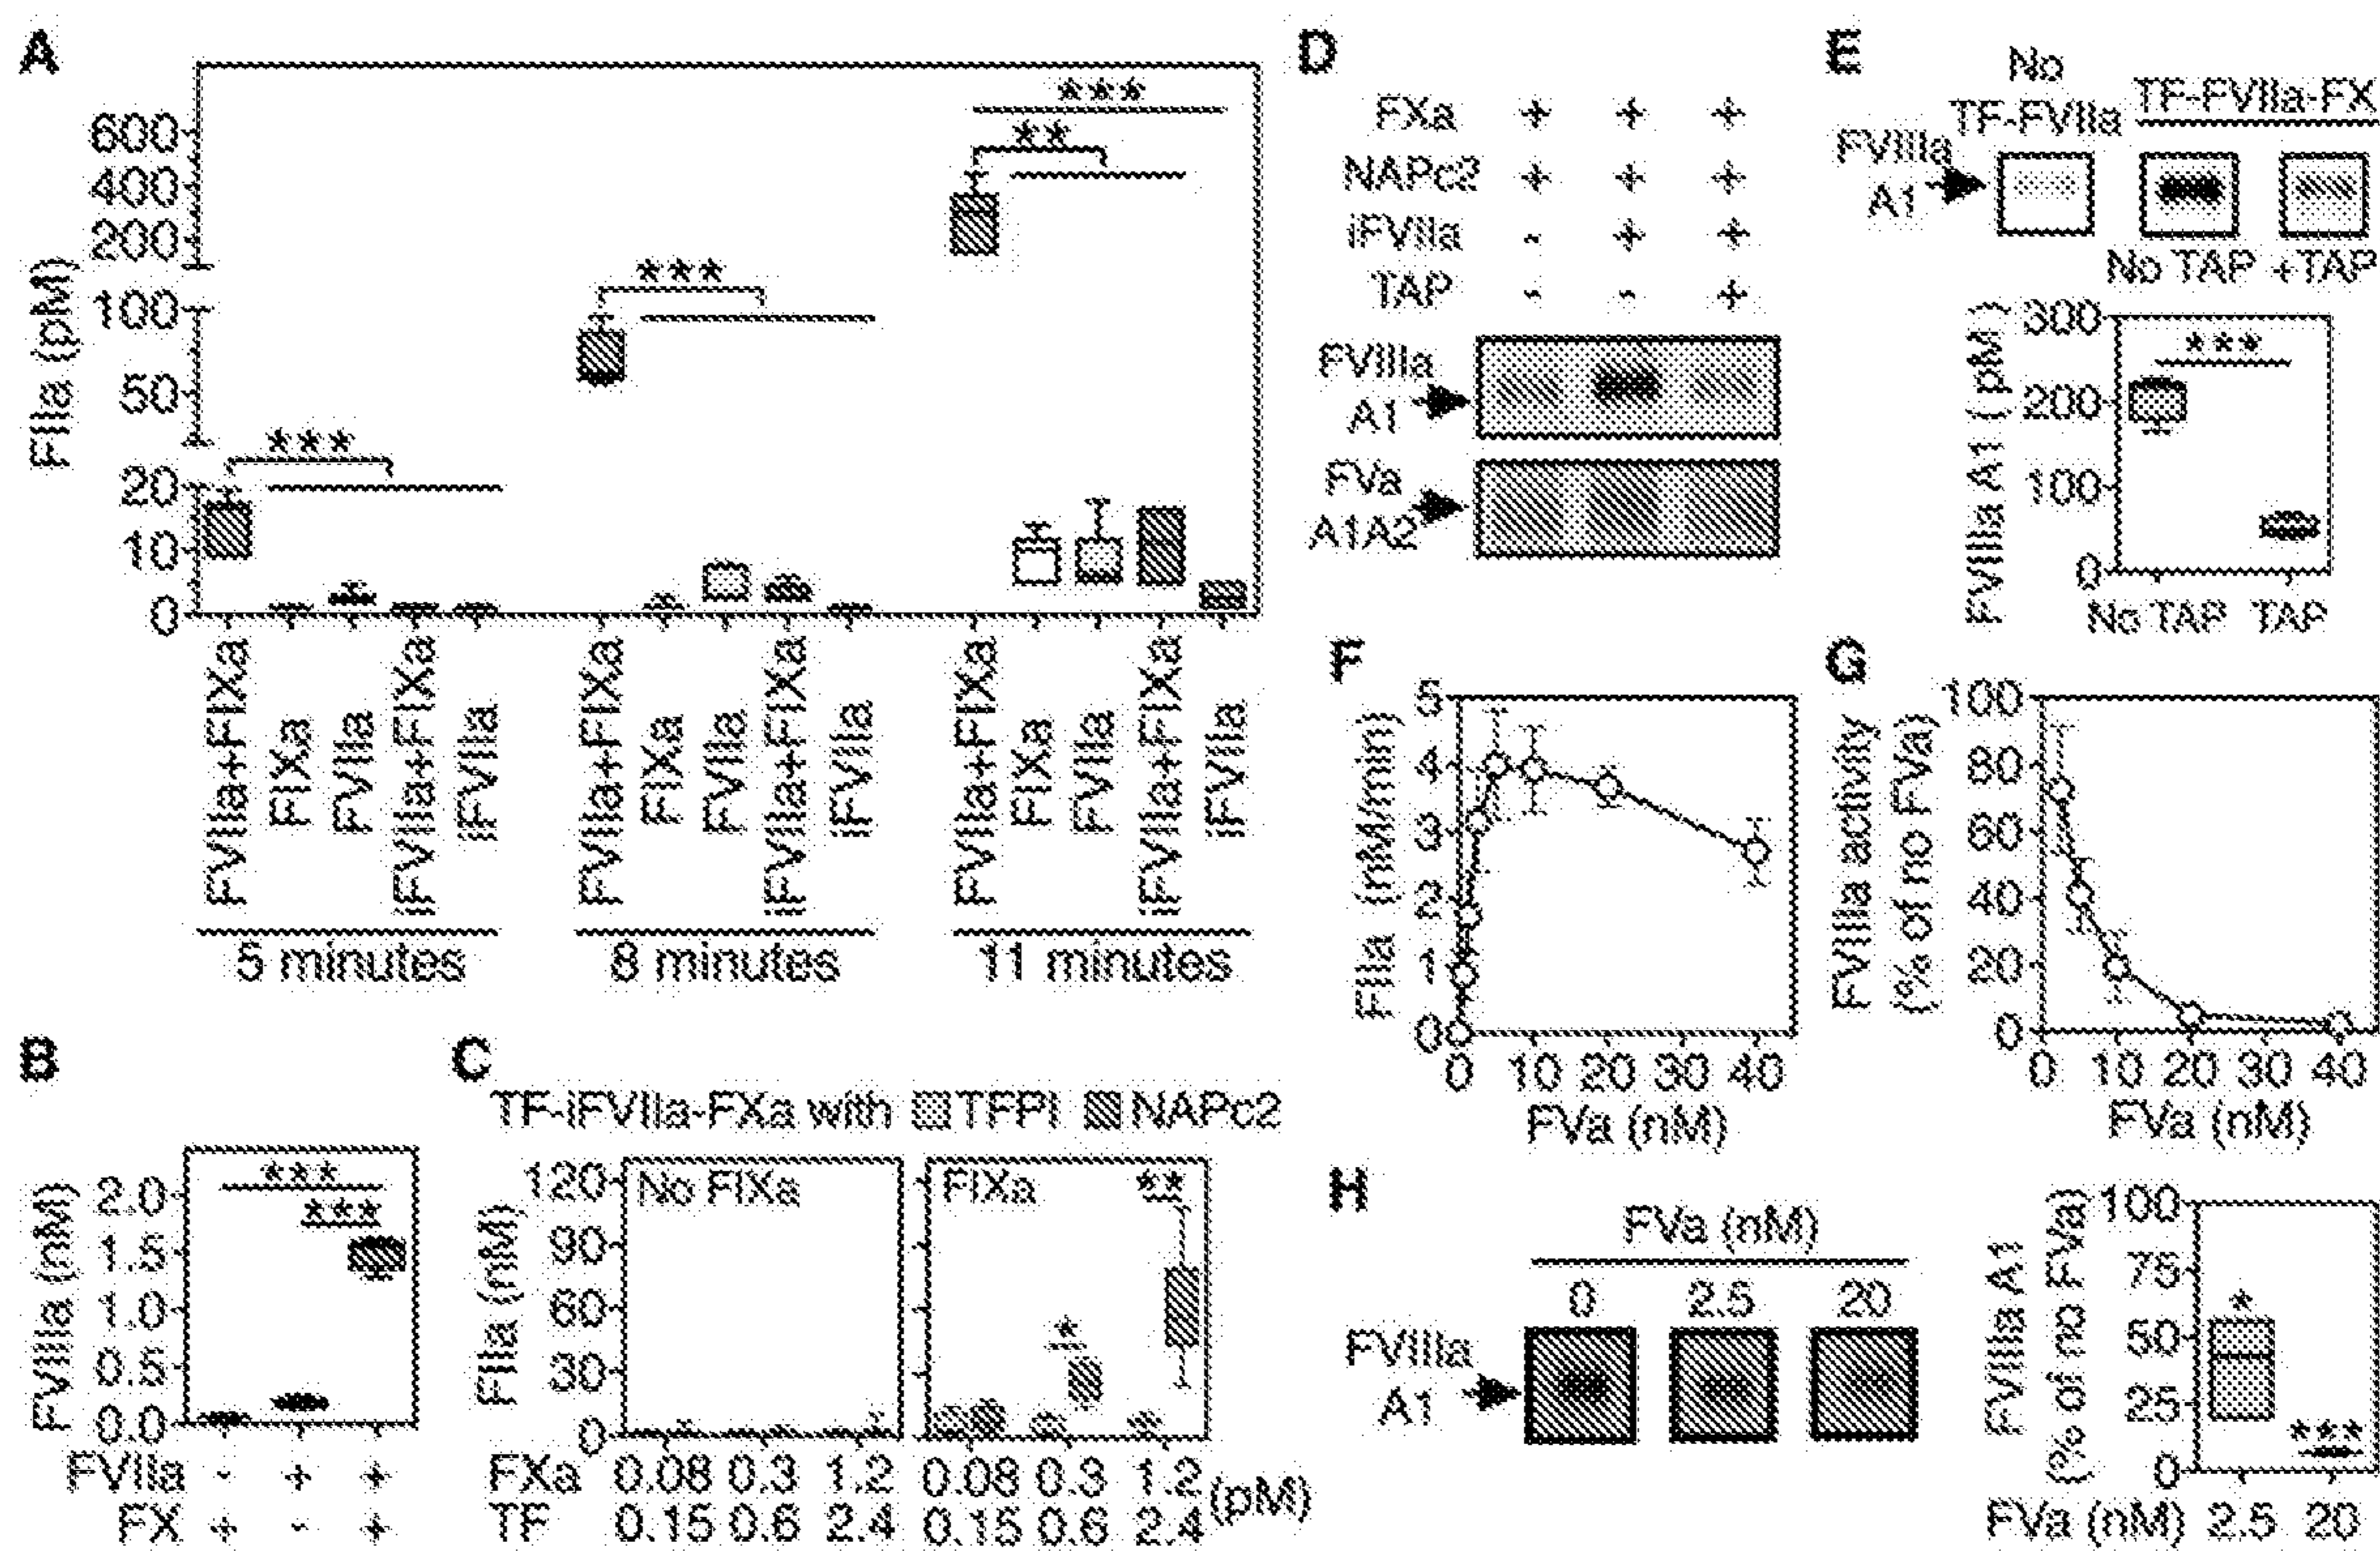 A
FIIa (pM)
600
400
200
100
50
20
10
0
***
***
**
***
FVIIa+FIXa
FIXa
FVIIa
iFVIIa+FIXa
iFVIIa
FVIIa+FIXa
FIXa
FVIIa
iFVIIa+FIXa
iFVIIa
FVIIa+FIXa
FIXa
FVIIa
iFVIIa+FIXa
iFVIIa
5 minutes
8 minutes
11 minutes
B
FVIIIa (nM)
2.0
1.5
1.0
0.5
0.0
***
***
FVIIa - + +
FX + - +
C
TF-iFVIIa-FXa with TFPI NAPc2
FIIa (nM)
120
90
60
30
0
No FIXa
FIXa
*
**
FXa 0.08 0.3 1.2 0.08 0.3 1.2
TF 0.15 0.6 2.4 0.15 0.6 2.4
(pM)
D
FXa + + +
NAPc2 + + +
iFVIIa - + +
TAP - - +
FVIIIa
A1
FVa
A1A2
E
No
TF-FVIIa
TF-FVIIa-FX
FVIIIa
A1
No TAP +TAP
FVIIIa A1 (pM)
300
200
100
0
***
No TAP TAP
F
FIIa (nM/min)
5
4
3
2
1
0
0 10 20 30 40
FVa (nM)
G
FVIIIa activity
(% of no FVa)
100
80
60
40
20
0
0 10 20 30 40
FVa (nM)
H
FVa (nM)
0 2.5 20
FVIIIa
A1
FVIIIa A1
(% of no FVa)
100
75
50
25
0
*
***
FVa (nM) 2.5 20